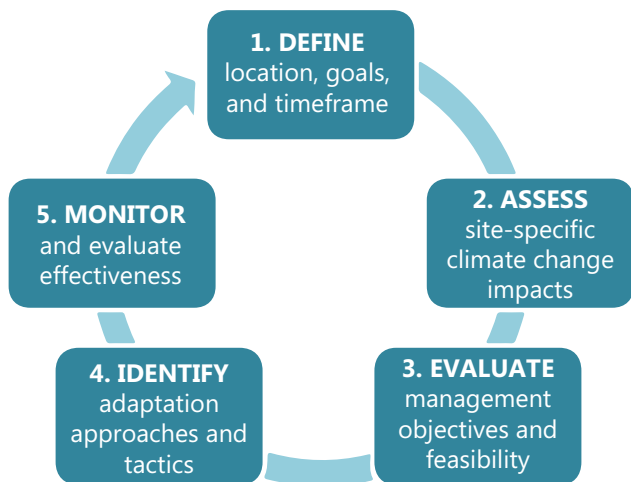 1. DEFINE
location, goals,
and timeframe
2. ASSESS
site-specific
climate change
impacts
3. EVALUATE
management
objectives and
feasibility
4. IDENTIFY
adaptation
approaches and
tactics
5. MONITOR
and evaluate
effectiveness